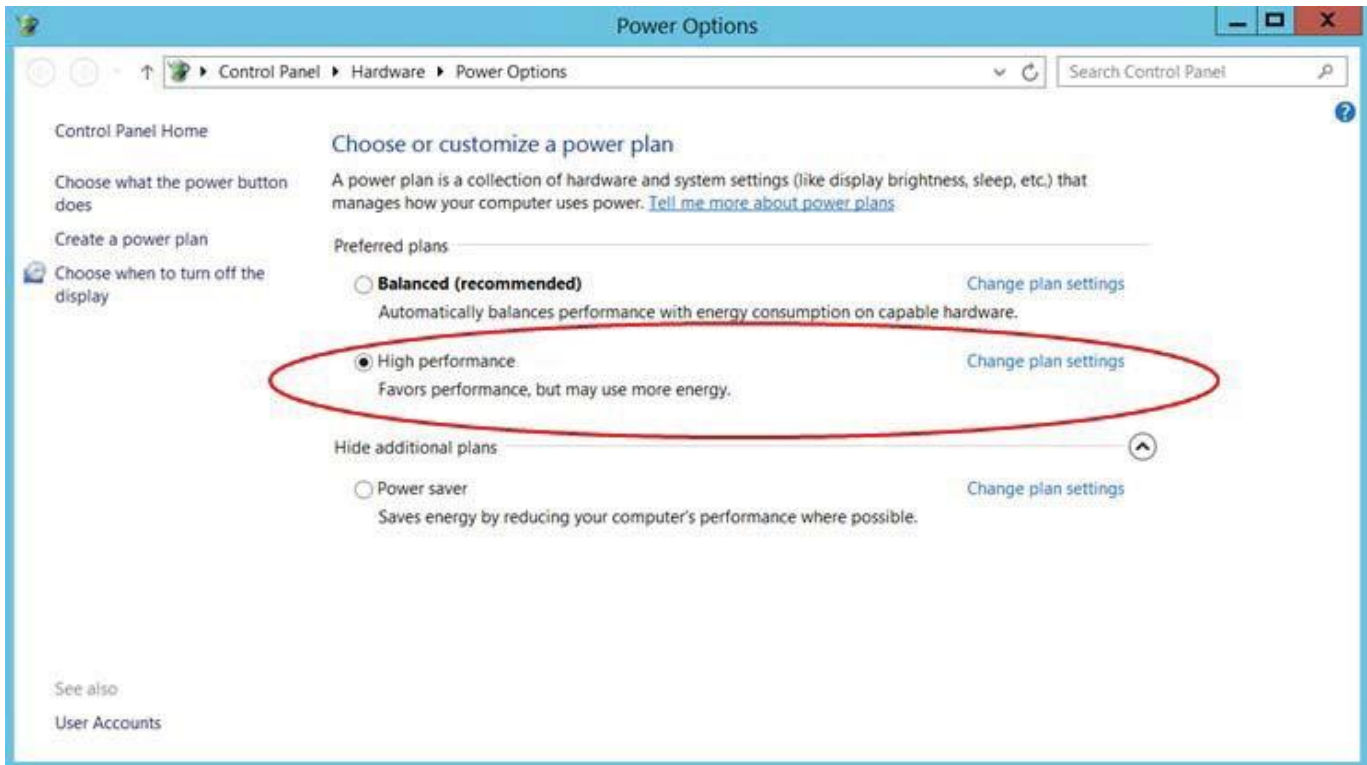 Power Options
Control Panel Hardware Power Options
Search Control Panel
Control Panel Home
Choose what the power button
does
Create a power plan
Choose when to turn off the
display
Choose or customize a power plan
A power plan is a collection of hardware and system settings (like display brightness, sleep, etc.) that
manages how your computer uses power. Tell me more about power plans
Preferred plans
Balanced (recommended) Change plan settings
Automatically balances performance with energy consumption on capable hardware.
High performance Change plan settings
Favors performance, but may use more energy.
Hide additional plans
Power saver Change plan settings
Saves energy by reducing your computer's performance where possible.
See also
User Accounts